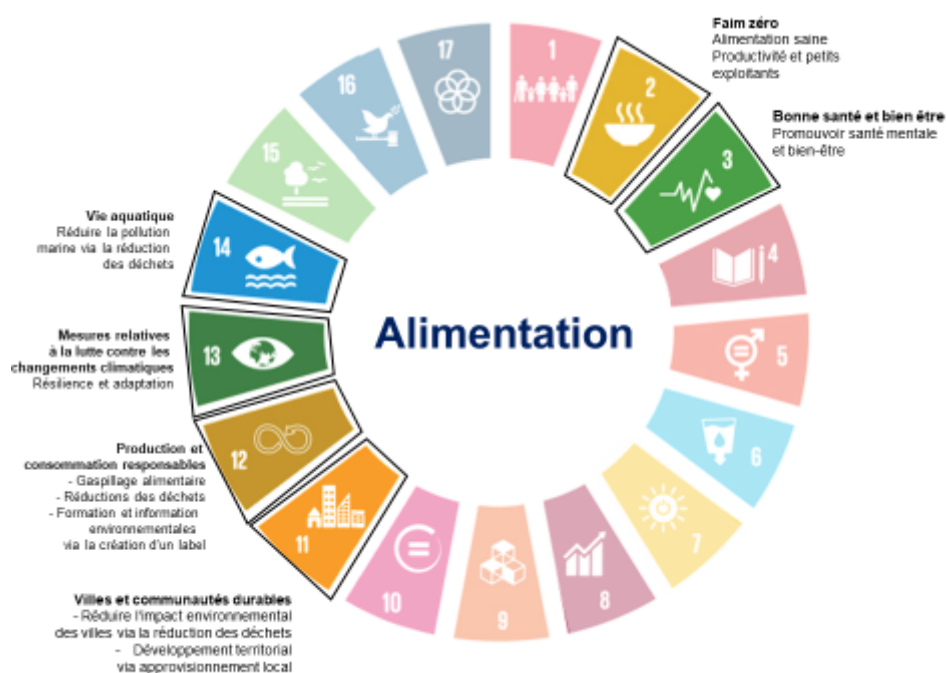 Faim zéro
Alimentation saine
Productivité et petits
exploitants
Bonne santé et bien être
Promouvoir santé mentale
et bien-être
Vie aquatique
Réduire la pollution
marine via la réduction
des déchets
Mesures relatives
à la lutte contre les
changements climatiques
Résilience et adaptation
Production et
consommation responsables
- Gaspillage alimentaire
- Réductions des déchets
- Formation et information
environnementales
via la création d'un label
Villes et communautés durables
- Réduire l'impact environnemental
des villes via la réduction des déchets
- Développement territorial
via approvisionnement local
Alimentation
1
2
3
4
5
6
7
8
9
10
11
12
13
14
15
16
17